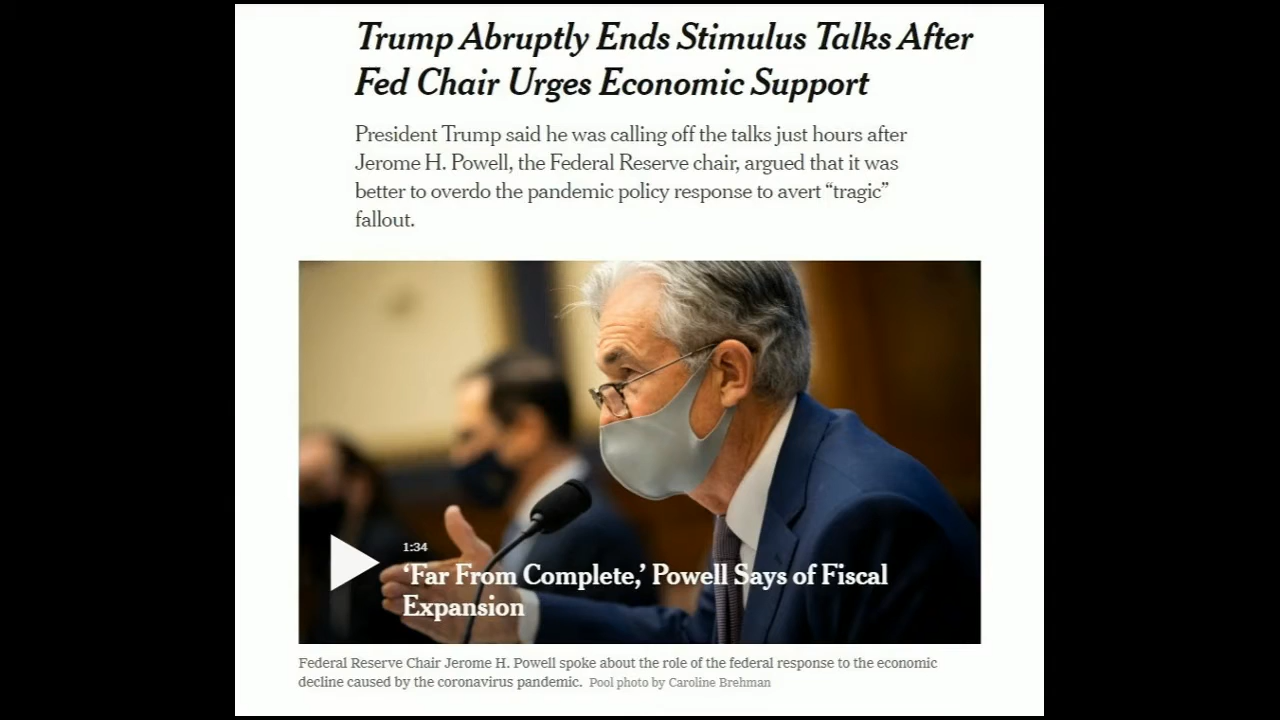 Trump Abruptly Ends Stimulus Talks After
Fed Chair Urges Economic Support
President Trump said he was calling off the talks just hours after
Jerome H. Powell, the Federal Reserve chair, argued that it was
better to overdo the pandemic policy response to avert “tragic”
fallout.
1:34
‘Far From Complete,’ Powell Says of Fiscal
Expansion
Federal Reserve Chair Jerome H. Powell spoke about the role of the federal response to the economic
decline caused by the coronavirus pandemic. Pool photo by Caroline Brehman